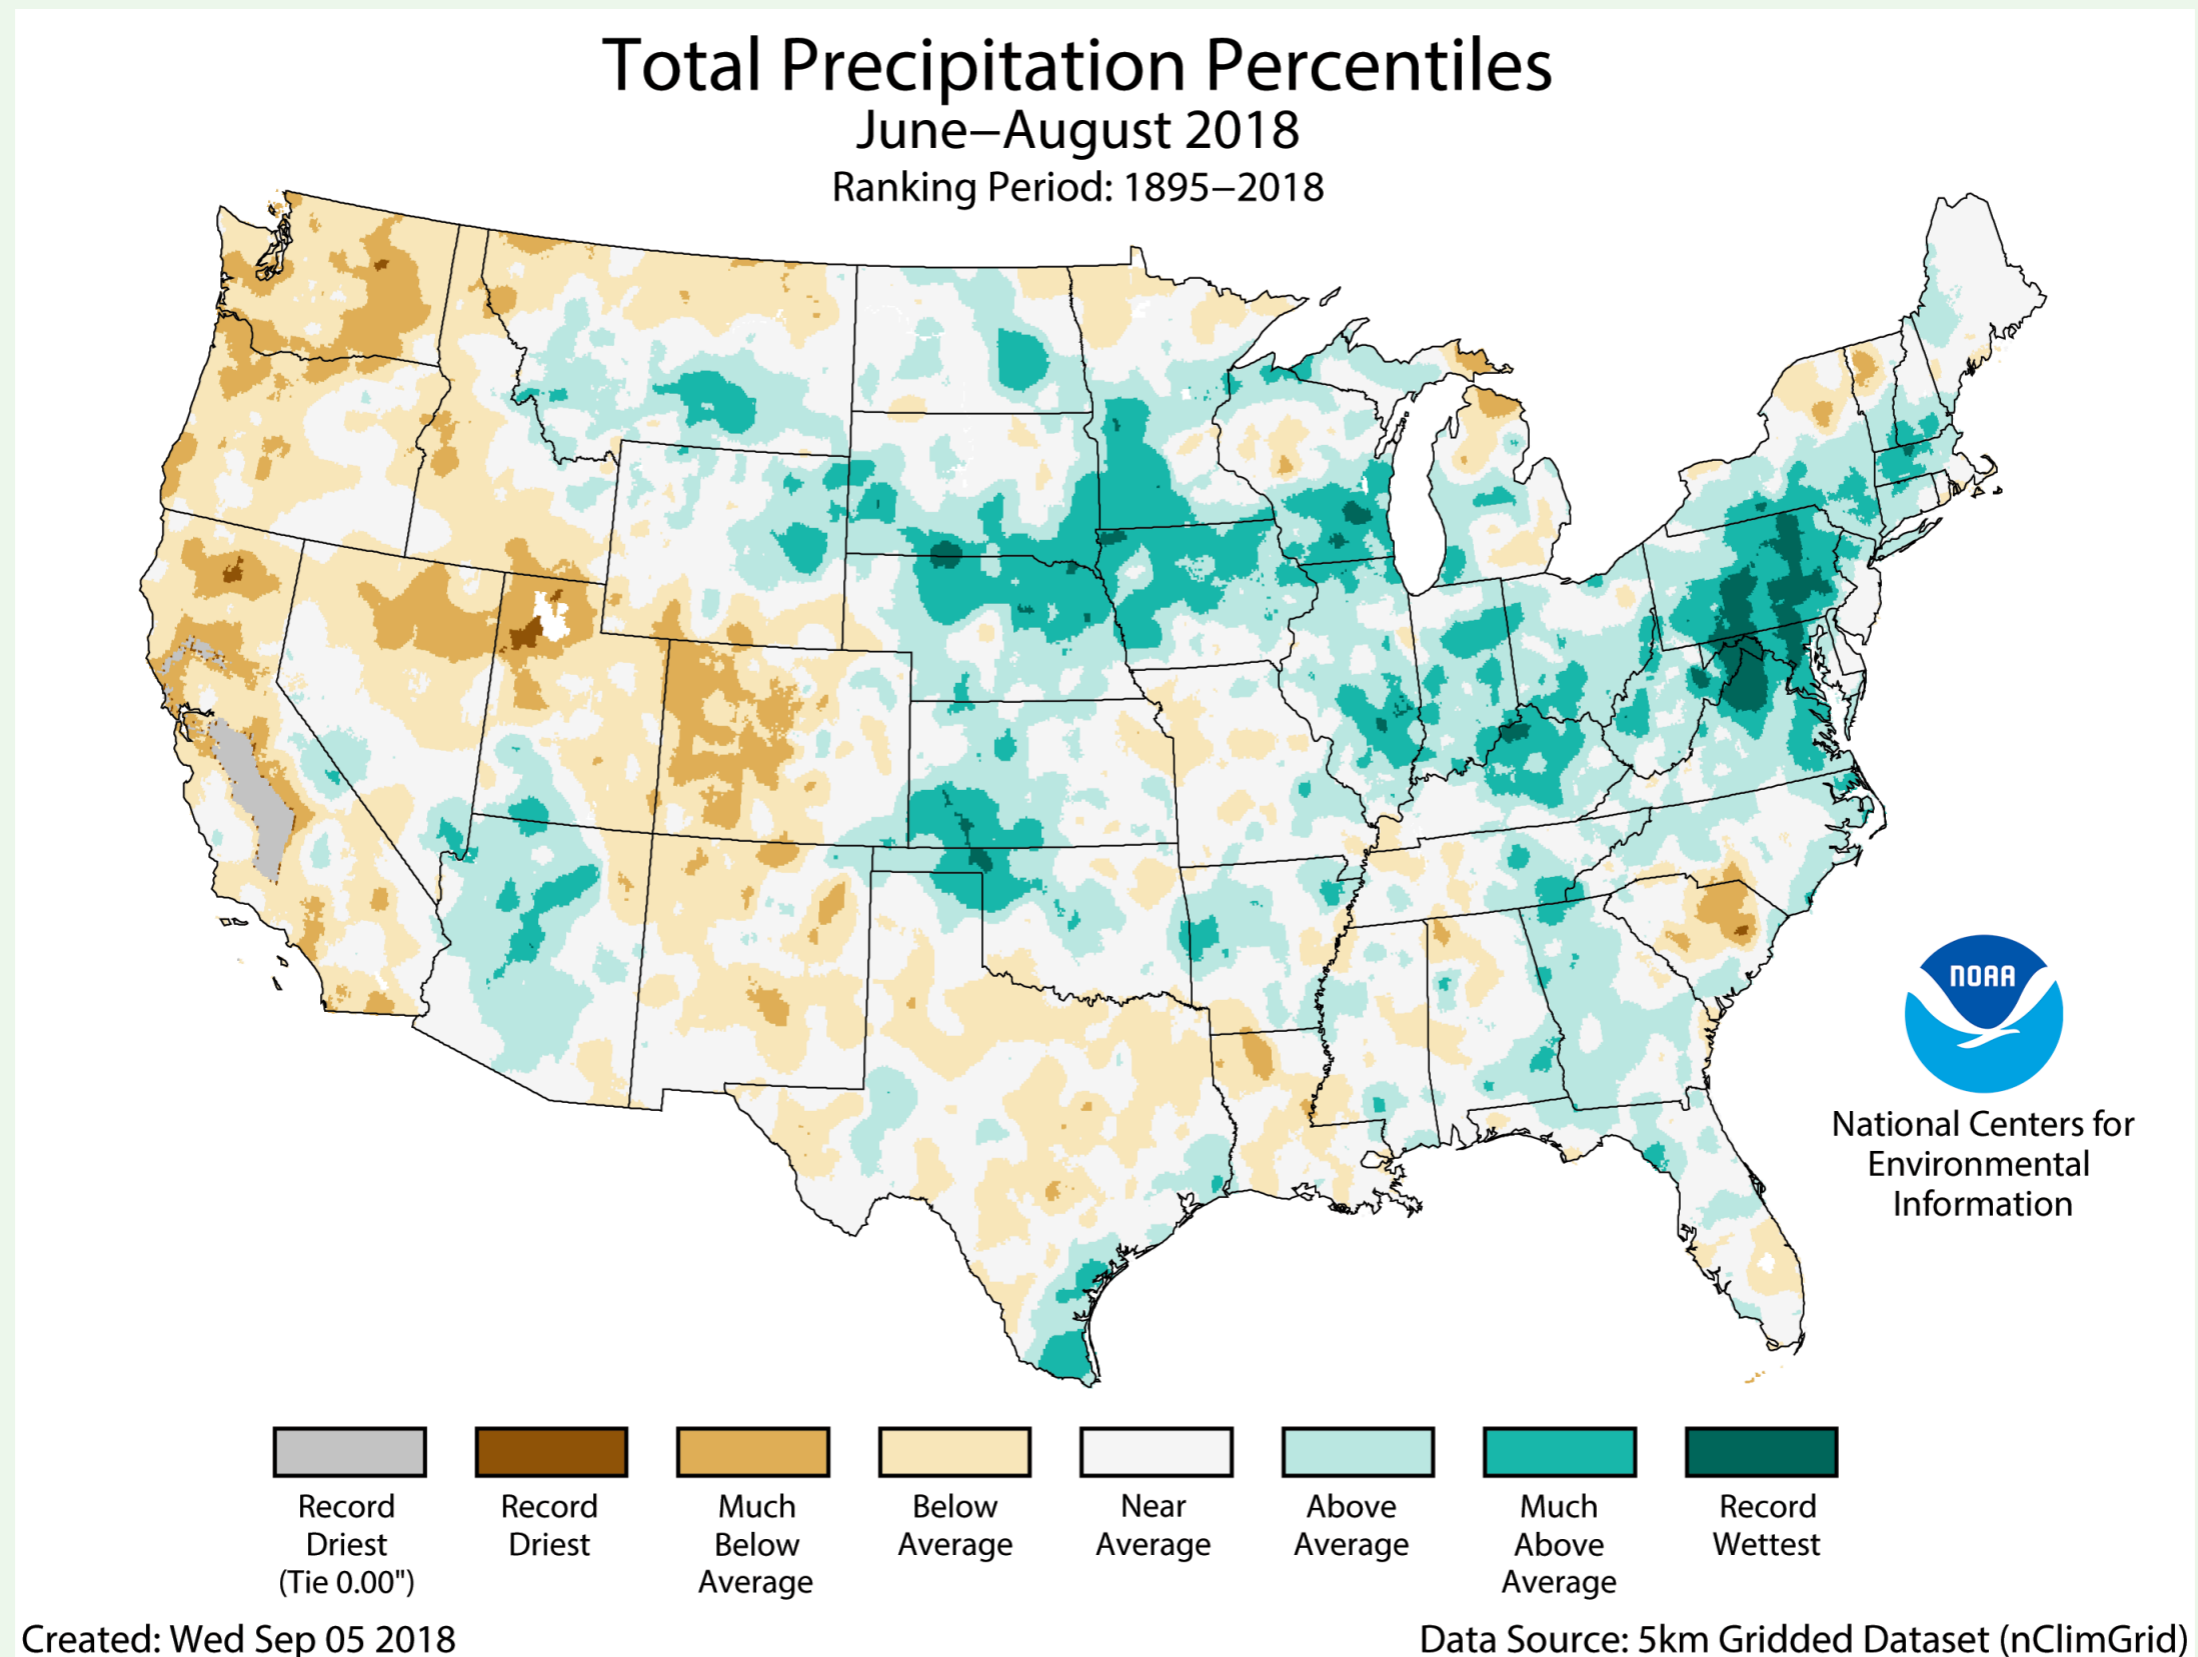 Total Precipitation Percentiles
June–August 2018
Ranking Period: 1895–2018
NOAA
National Centers for
Environmental
Information
Record
Driest
(Tie 0.00")
Record
Driest
Much
Below
Average
Below
Average
Near
Average
Above
Average
Much
Above
Average
Record
Wettest
Created: Wed Sep 05 2018
Data Source: 5km Gridded Dataset (nClimGrid)